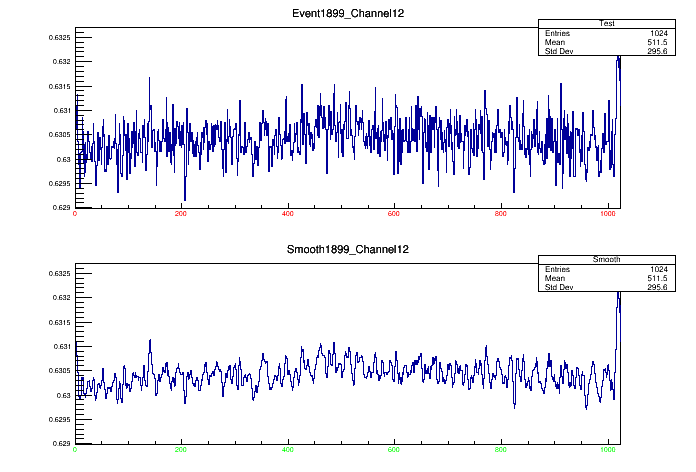 Event1899_Channel12
Test
Entries 1024
Mean 511.5
Std Dev 295.6
0.6325
0.632
0.6315
0.631
0.6305
0.63
0.6295
0.629
0 200 400 600 800 1000
Smooth1899_Channel12
Smooth
Entries 1024
Mean 511.5
Std Dev 295.6
0.6325
0.632
0.6315
0.631
0.6305
0.63
0.6295
0.629
0 200 400 600 800 1000